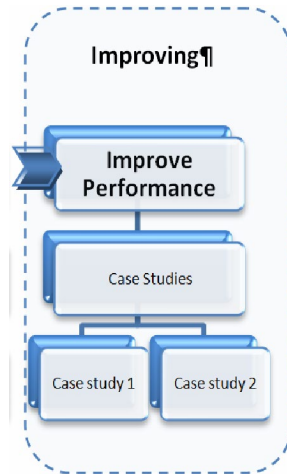 Improving¶
Improve
Performance
Case Studies
Case study 1
Case study 2